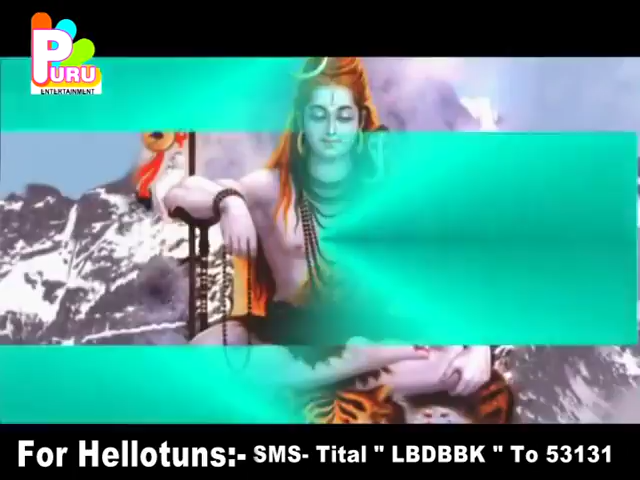 PURU
ENTERTAINMENT
For Hellotuns:- SMS- Tital " LBDBBK " To 53131